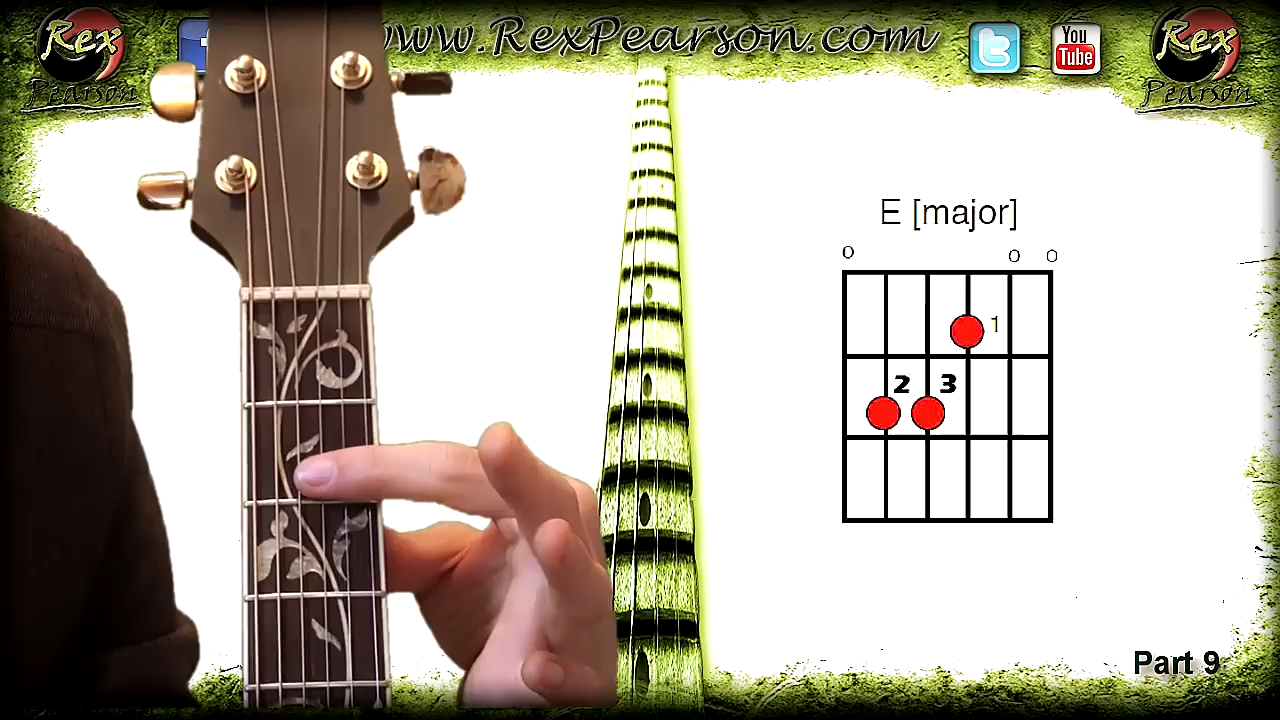 Rex
Pearson
www.RexPearson.com
You
Tube
Rex
Pearson
E [major]
o o o
1
2 3
Part 9